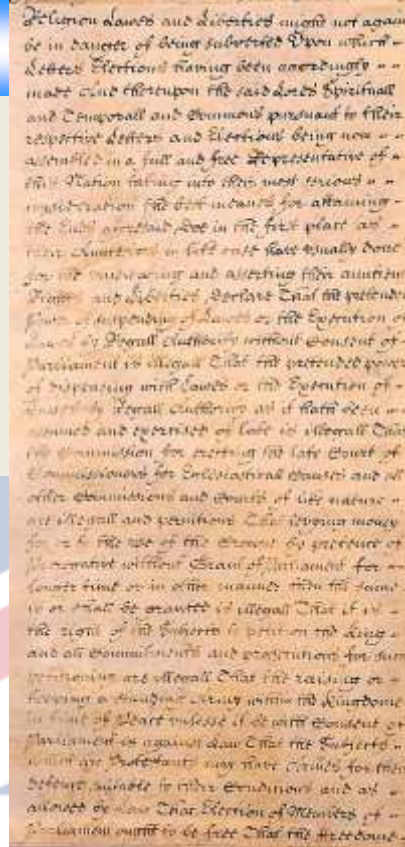 Religion Lawes and Liberties might not again
be in danger of being subverted Upon which
Letters Elections having beene accordingly
made And thereupon the said Lords Spirituall
and Temporall and Commons pursuant to their
respective Letters and Elections being now
assembled in a full and free Representative of
this Nation taking into their most serious
consideration the best meanes for attaining
the Ends aforesaid Doe in the first place as
their Auncestors in like case have usually done
for the vindicating and asserting their auntient
Rights and Liberties, Declare That the pretended
Power of suspending of Lawes or the Execution of
Lawes by Regall Authority without Consent of
Parliament is illegall That the pretended power
of dispensing with Lawes or the Execution of
Lawes by Regall Authority as it hath beene
assumed and exercised of late is illegall That
the Commission for erecting the late Court of
Commissioners for Ecclesiasticall Causes and all
other Commissions and Courts of like nature
are illegall and pernitious That levying money
for or to the use of the Crowne by pretence of
Prerogative without Grant of Parliament for
longer time or in other manner then the same
is or shall be granted is illegall That it is
the right of the Subjects to petition the King
and all Commitments and prosecutions for such
petitioning are illegall That the raising or
keeping a standing Army within the Kingdome
in time of peace unlesse it be with Consent of
Parliament is against Law That the Subjects
which are Protestants may have Armes for their
defence suitable to their Conditions and as
allowed by Law That Election of Members of
Parliament ought to be free That the freedome